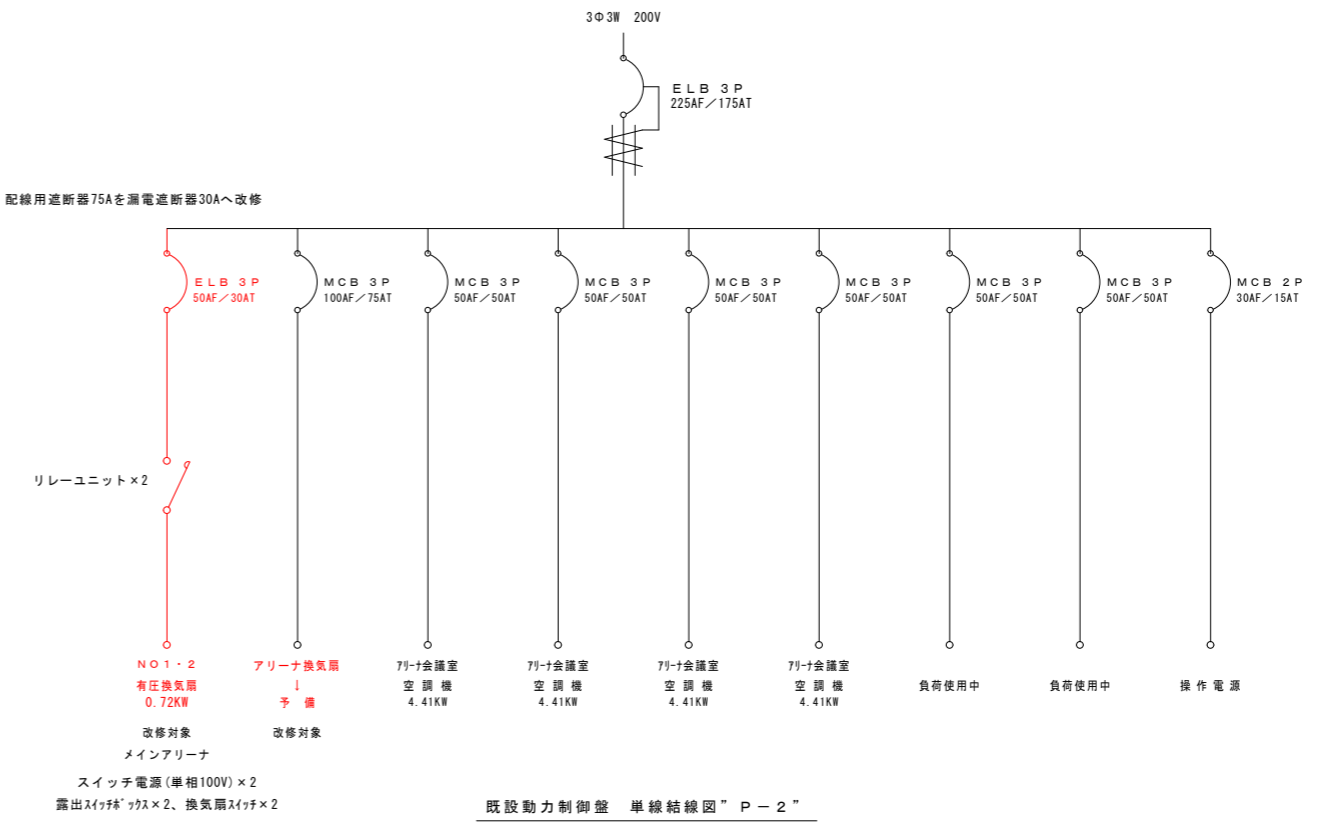 3Φ3W 200V
ELB 3P
225AF／175AT
配線用遮断器75Aを漏電遮断器30Aへ改修
ELB 3P
50AF／30AT
MCB 3P
100AF／75AT
MCB 3P
50AF／50AT
MCB 3P
50AF／50AT
MCB 3P
50AF／50AT
MCB 3P
50AF／50AT
MCB 3P
50AF／50AT
MCB 3P
50AF／50AT
MCB 2P
30AF／15AT
リレーユニット×2
NO1-2
有圧換気扇
0.72KW
改修対象
メインアリーナ
スイッチ電源(単相100V)×2
露出ｽｲｯﾁﾎﾞｯｸｽ×2、換気扇ｽｲｯﾁ×2
アリーナ換気扇
↓
予 備
改修対象
ｱﾘｰﾅ会議室
空 調 機
4.41KW
ｱﾘｰﾅ会議室
空 調 機
4.41KW
ｱﾘｰﾅ会議室
空 調 機
4.41KW
ｱﾘｰﾅ会議室
空 調 機
4.41KW
負荷使用中
負荷使用中
操 作 電 源
既設動力制御盤 単線結線図”Ｐ－２”